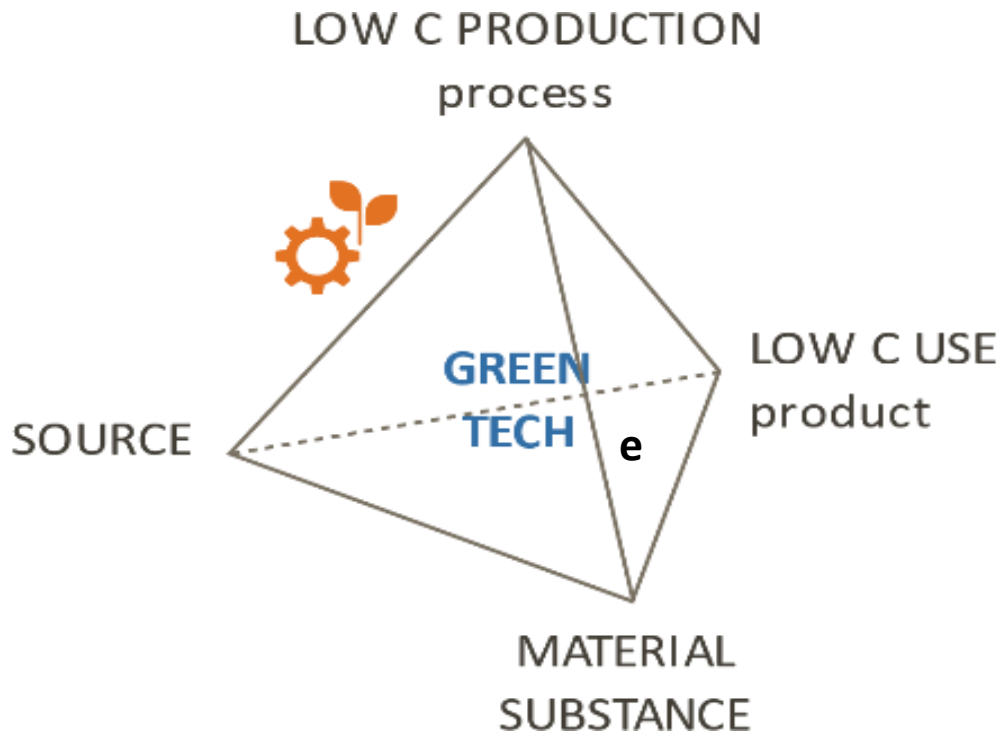 LOW C PRODUCTION
process
LOW C USE
product
GREEN
TECH
SOURCE
e
MATERIAL
SUBSTANCE